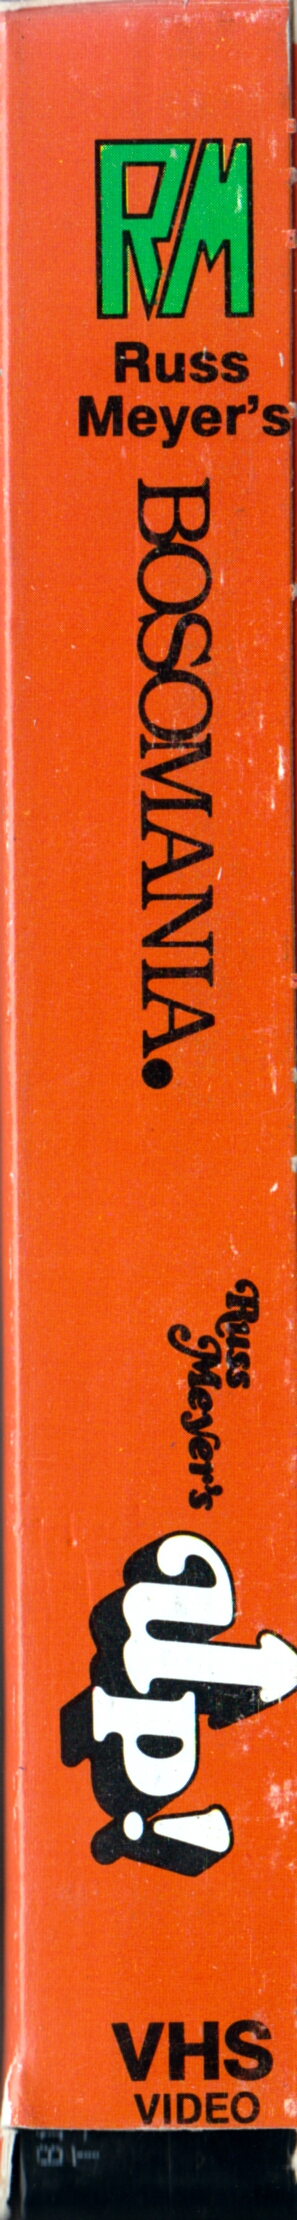 RM
Russ
Meyer's
BOSOMANIA.
Russ
Meyer's
up!
VHS
VIDEO